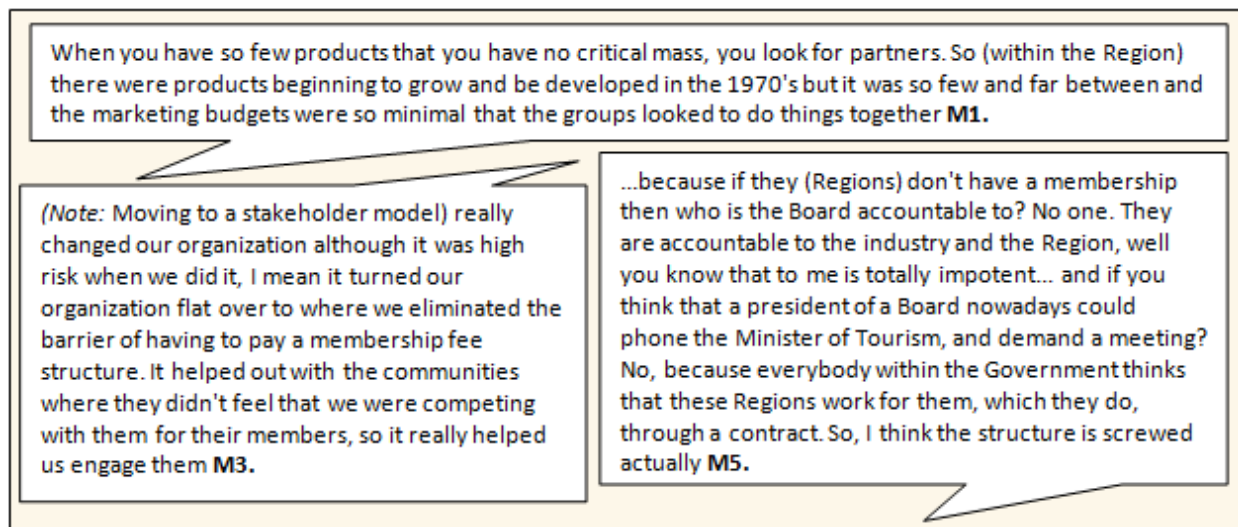 When you have so few products that you have no critical mass, you look for partners. So (within the Region)
there were products beginning to grow and be developed in the 1970's but it was so few and far between and
the marketing budgets were so minimal that the groups looked to do things together M1.
(Note: Moving to a stakeholder model) really
changed our organization although it was high
risk when we did it, I mean it turned our
organization flat over to where we eliminated the
barrier of having to pay a membership fee
structure. It helped out with the communities
where they didn't feel that we were competing
with them for their members, so it really helped
us engage them M3.
...because if they (Regions) don't have a membership
then who is the Board accountable to? No one. They
are accountable to the industry and the Region, well
you know that to me is totally impotent... and if you
think that a president of a Board nowadays could
phone the Minister of Tourism, and demand a meeting?
No, because everybody within the Government thinks
that these Regions work for them, which they do,
through a contract. So, I think the structure is screwed
actually M5.